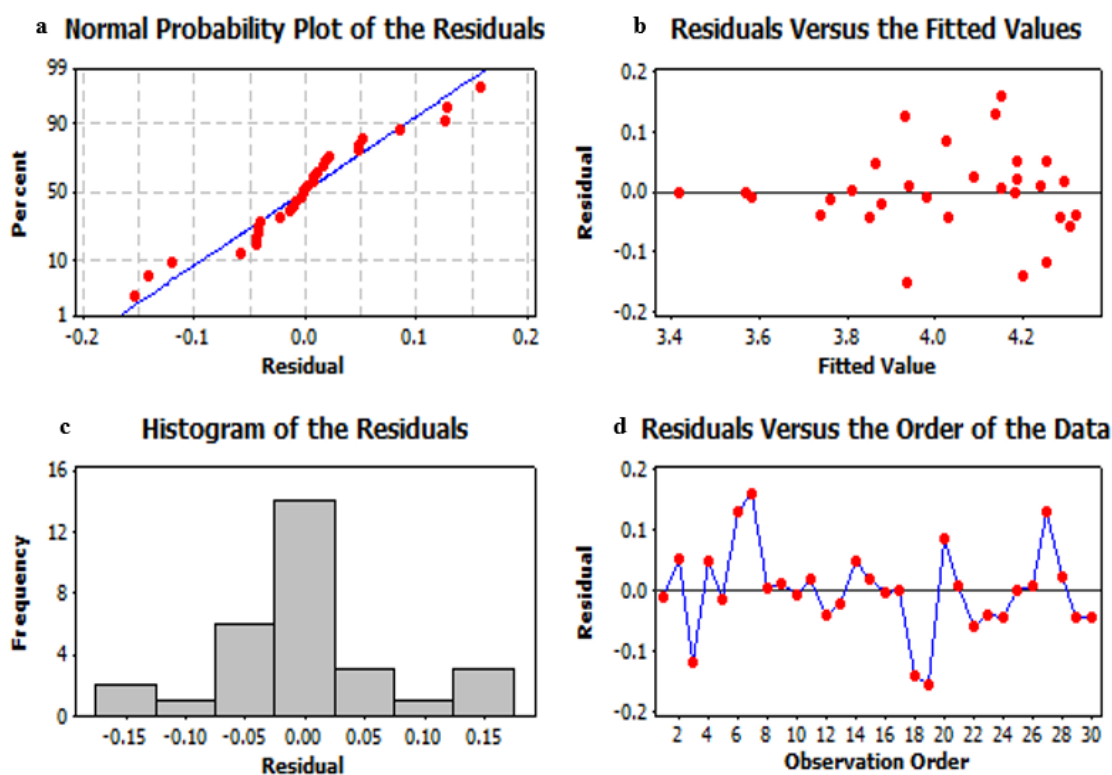 a Normal Probability Plot of the Residuals
99
90
50
10
1
Percent
-0.2 -0.1 0.0 0.1 0.2
Residual
b Residuals Versus the Fitted Values
0.2
0.1
0.0
-0.1
-0.2
Residual
3.4 3.6 3.8 4.0 4.2
Fitted Value
c Histogram of the Residuals
16
12
8
4
0
Frequency
-0.15 -0.10 -0.05 0.00 0.05 0.10 0.15
Residual
d Residuals Versus the Order of the Data
0.2
0.1
0.0
-0.1
-0.2
Residual
2 4 6 8 10 12 14 16 18 20 22 24 26 28 30
Observation Order